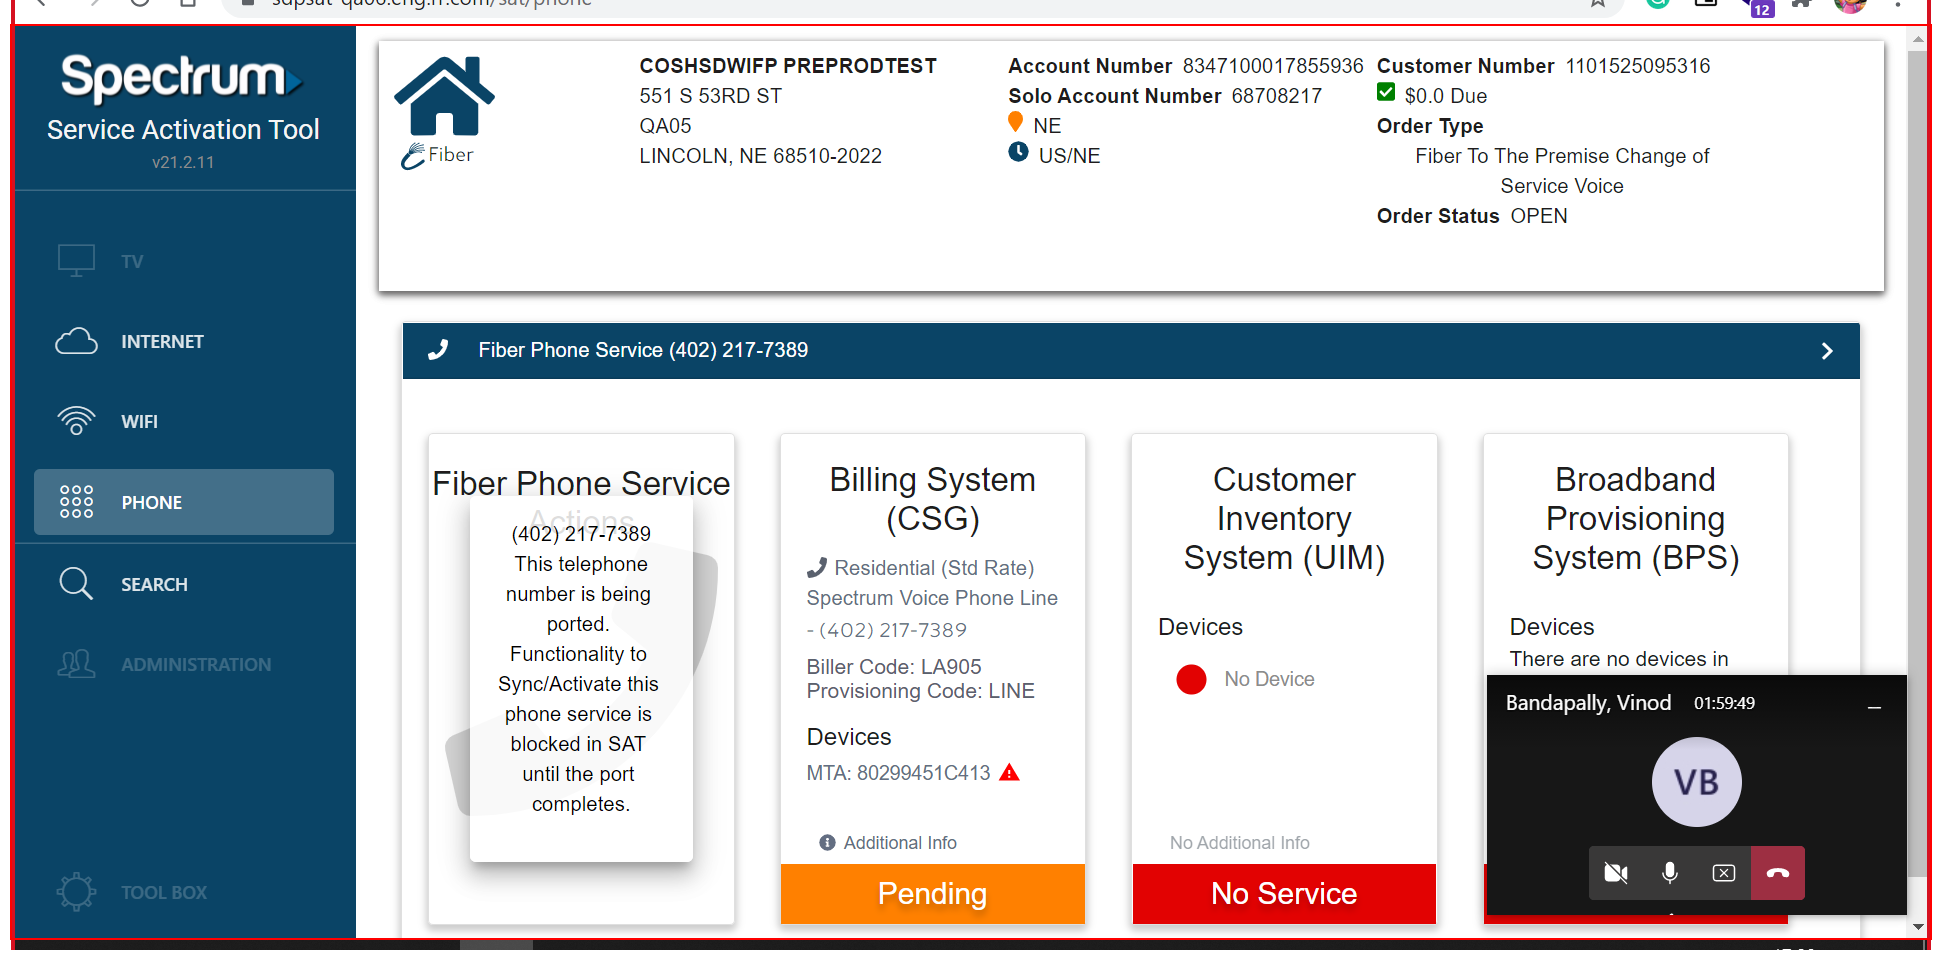 12
Spectrum
Service Activation Tool
v21.2.11
TV
INTERNET
WIFI
PHONE
SEARCH
ADMINISTRATION
TOOL BOX
Fiber
COSHSDWIFP PREPRODTEST
551 S 53RD ST
QA05
LINCOLN, NE 68510-2022
Account Number 8347100017855936
Solo Account Number 68708217
NE
US/NE
Customer Number 1101525095316
$0.0 Due
Order Type
Fiber To The Premise Change of
Service Voice
Order Status OPEN
Fiber Phone Service (402) 217-7389
Fiber Phone Service
Actions
(402) 217-7389
This telephone
number is being
ported.
Functionality to
Sync/Activate this
phone service is
blocked in SAT
until the port
completes.
Billing System
(CSG)
Residential (Std Rate)
Spectrum Voice Phone Line
- (402) 217-7389
Biller Code: LA905
Provisioning Code: LINE
Devices
MTA: 80299451C413
Additional Info
Pending
Customer
Inventory
System (UIM)
Devices
No Device
No Additional Info
No Service
Broadband
Provisioning
System (BPS)
Devices
There are no devices in
Bandapally, Vinod 01:59:49
VB